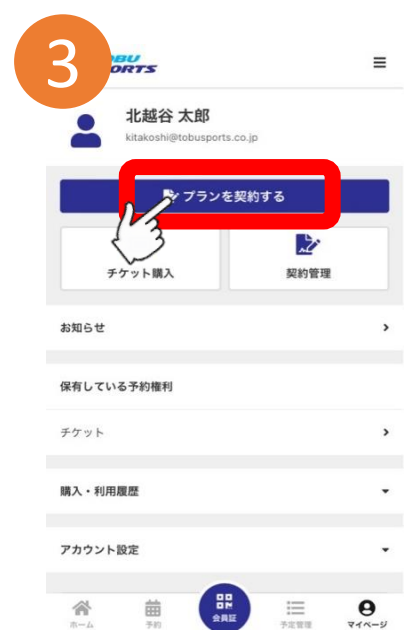 3
TOBU
SPORTS
北越谷 太郎
kitakoshi@tobusports.co.jp
プランを契約する
チケット購入
契約管理
お知らせ
保有している予約権利
チケット
購入・利用履歴
アカウント設定
ホーム
予約
会員証
予定管理
マイページ